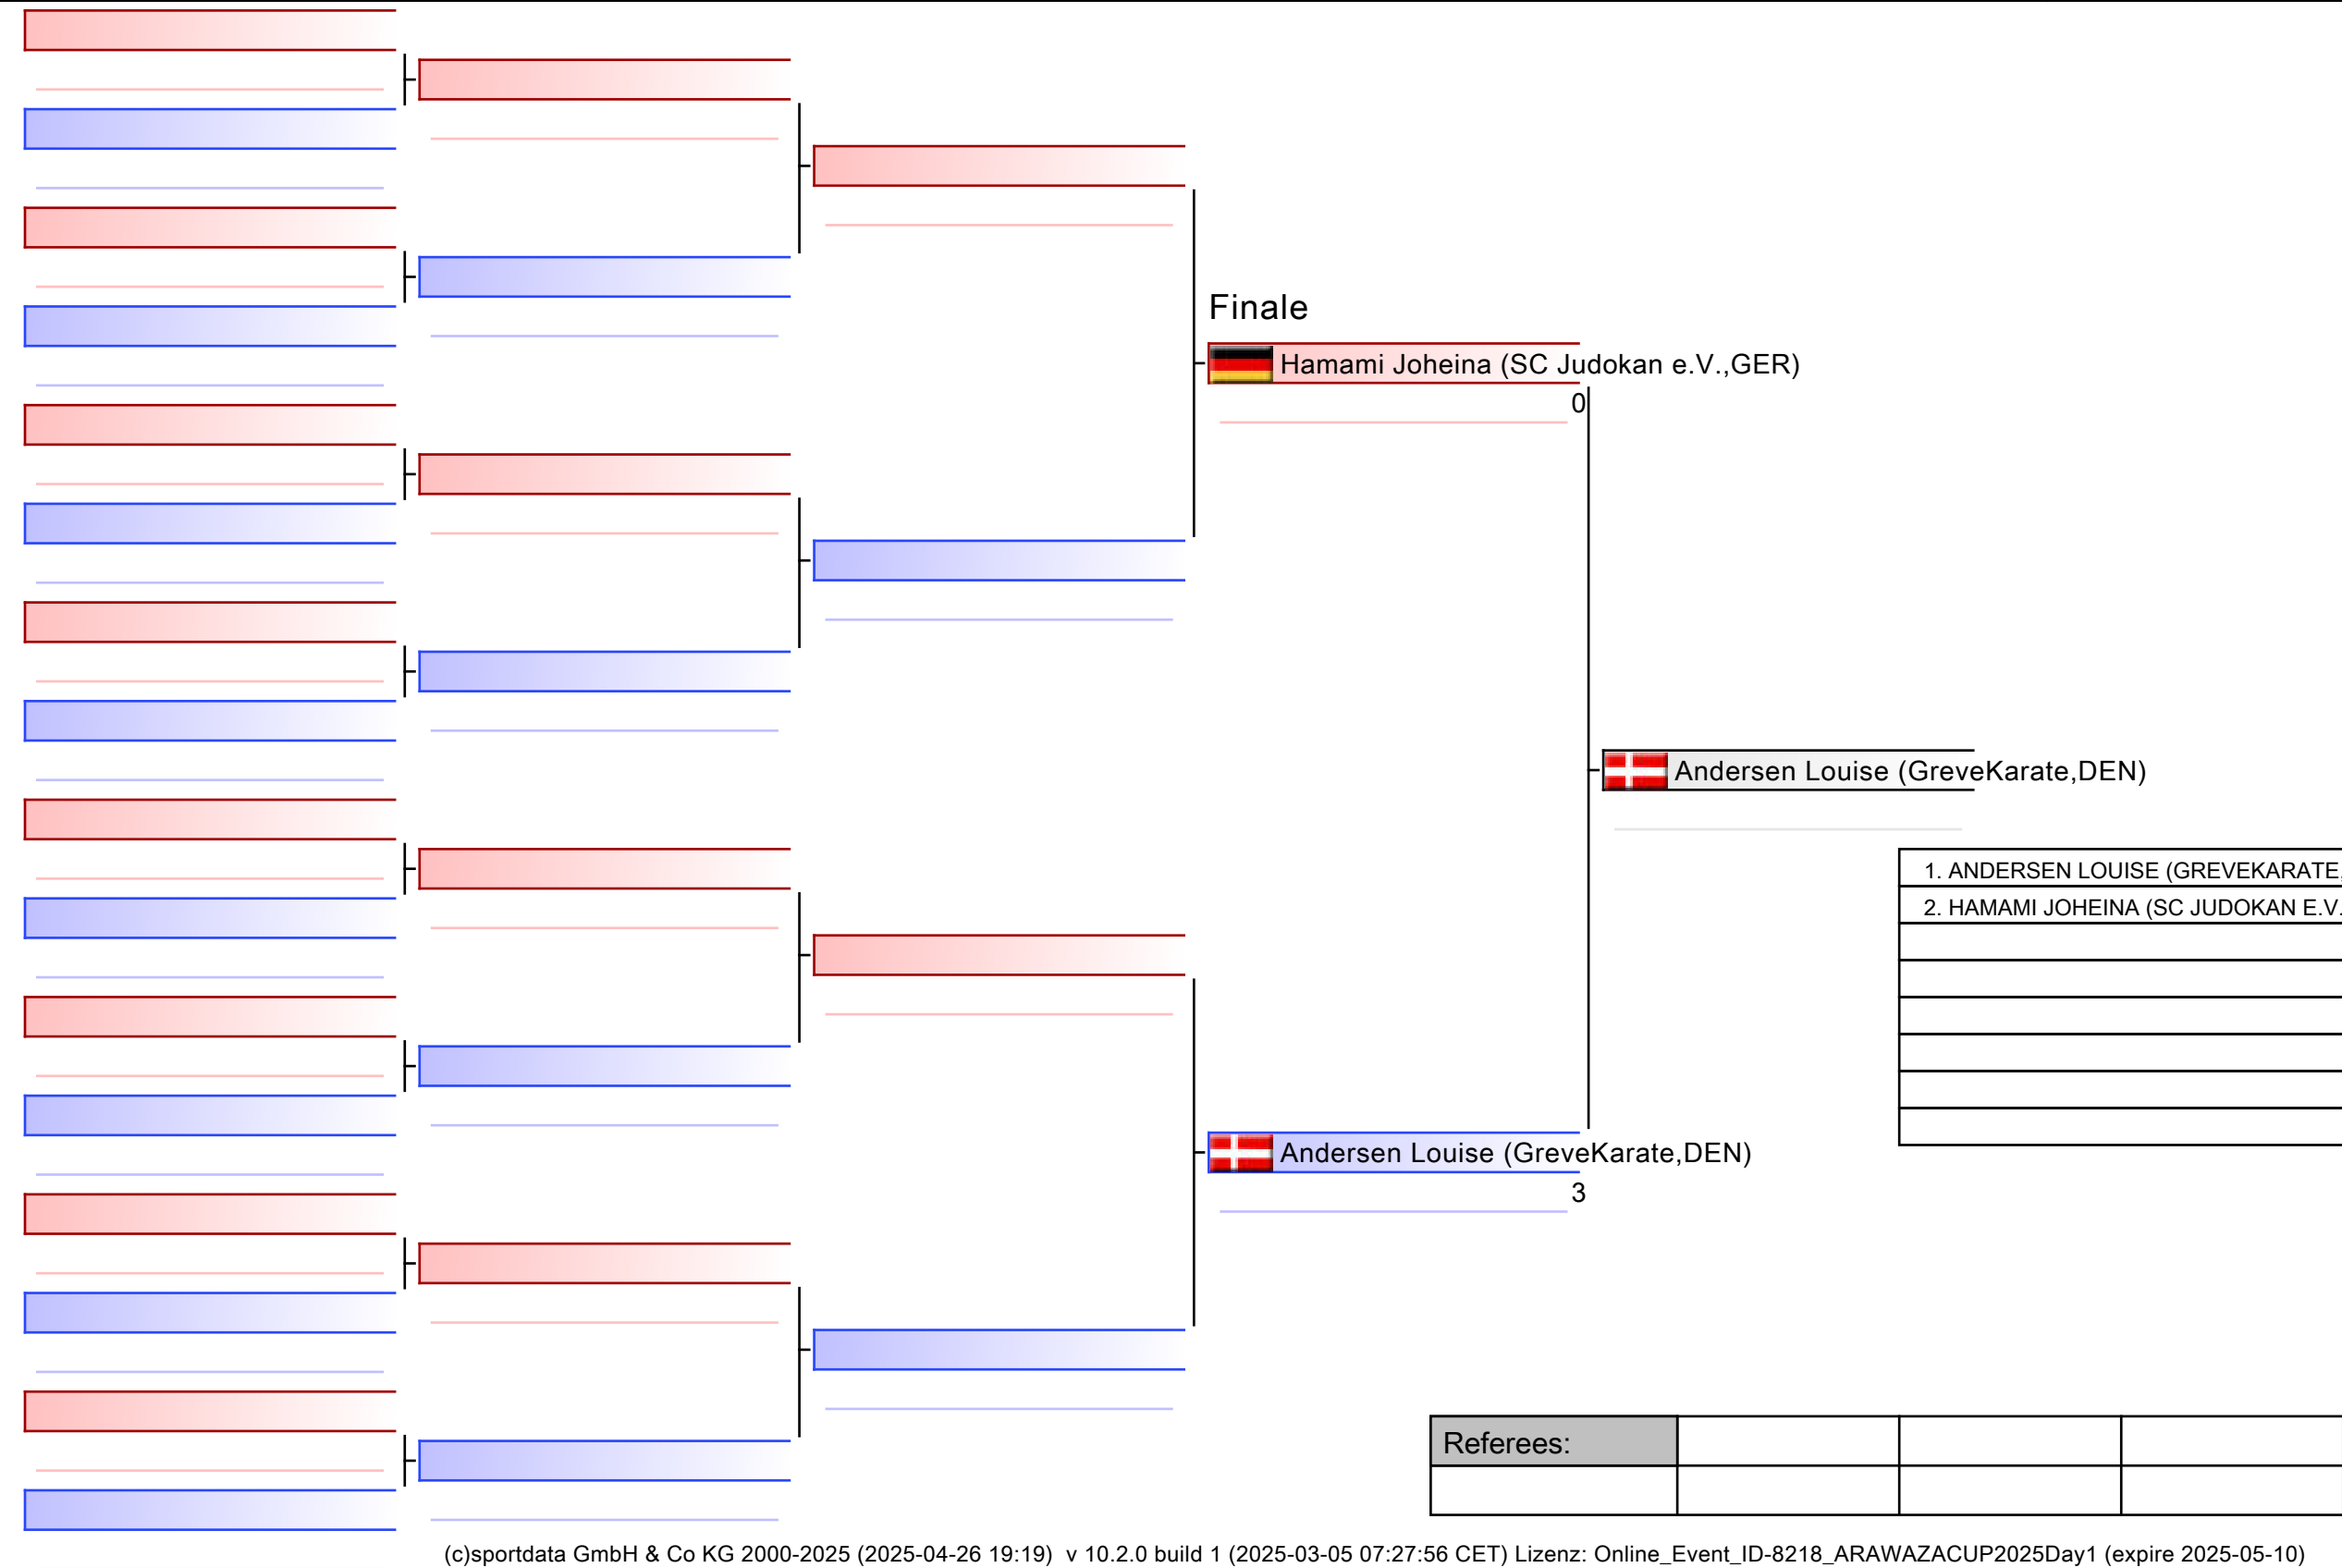 Finale
Hamami Joheina (SC Judokan e.V.,GER)
0
Andersen Louise (GreveKarate,DEN)
1. ANDERSEN LOUISE (GREVEKARATE,
2. HAMAMI JOHEINA (SC JUDOKAN E.V.
Andersen Louise (GreveKarate,DEN)
3
Referees:
(c)sportdata GmbH & Co KG 2000-2025 (2025-04-26 19:19)  v 10.2.0 build 1 (2025-03-05 07:27:56 CET) Lizenz: Online_Event_ID-8218_ARAWAZACUP2025Day1 (expire 2025-05-10)